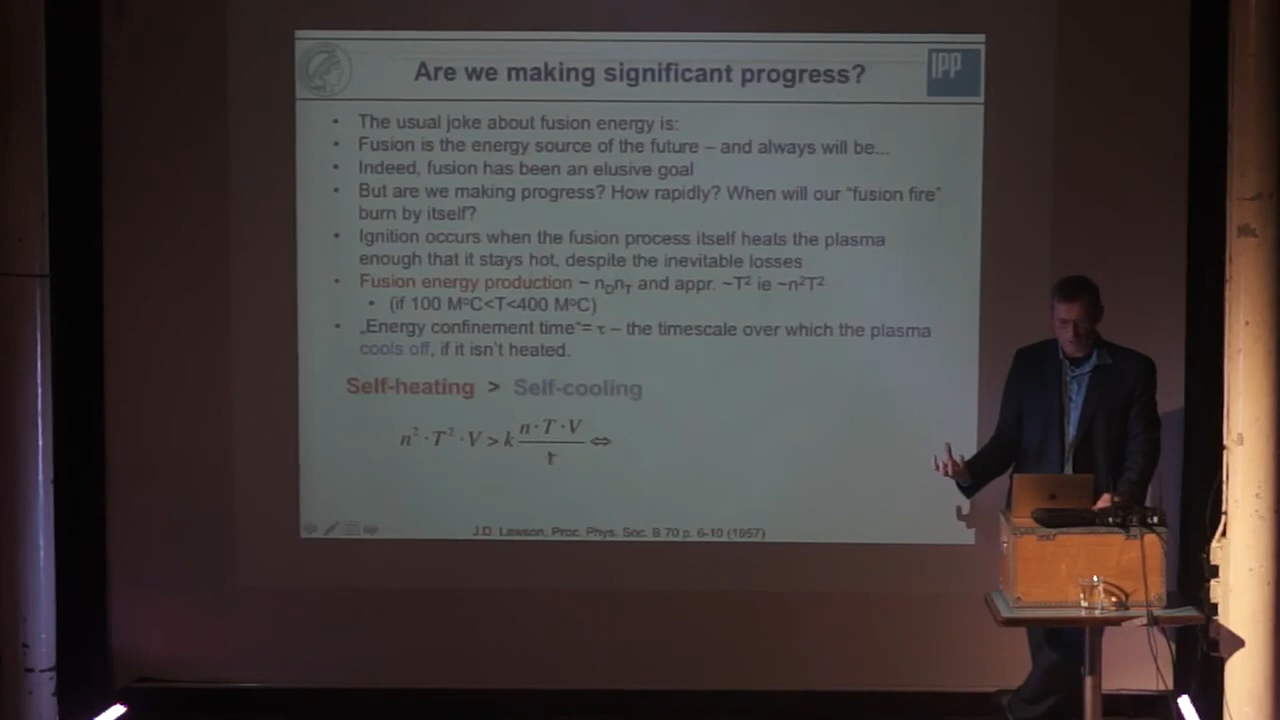 Are we making significant progress?
IPP
• The usual joke about fusion energy is:
• Fusion is the energy source of the future – and always will be...
• Indeed, fusion has been an elusive goal
• But are we making progress? How rapidly? When will our "fusion fire"
burn by itself?
• Ignition occurs when the fusion process itself heats the plasma
enough that it stays hot, despite the inevitable losses
• Fusion energy production ~ n_Dn_T and appr. ~T² ie ~n²T²
• (if 100 MºC<T<400 MºC)
• „Energy confinement time“= τ – the timescale over which the plasma
cools off, if it isn't heated.
Self-heating > Self-cooling
n² · T² · V > k (n · T · V) / τ ⇔
J.D. Lawson, Proc. Phys. Soc. B 70 p. 6-10 (1957)